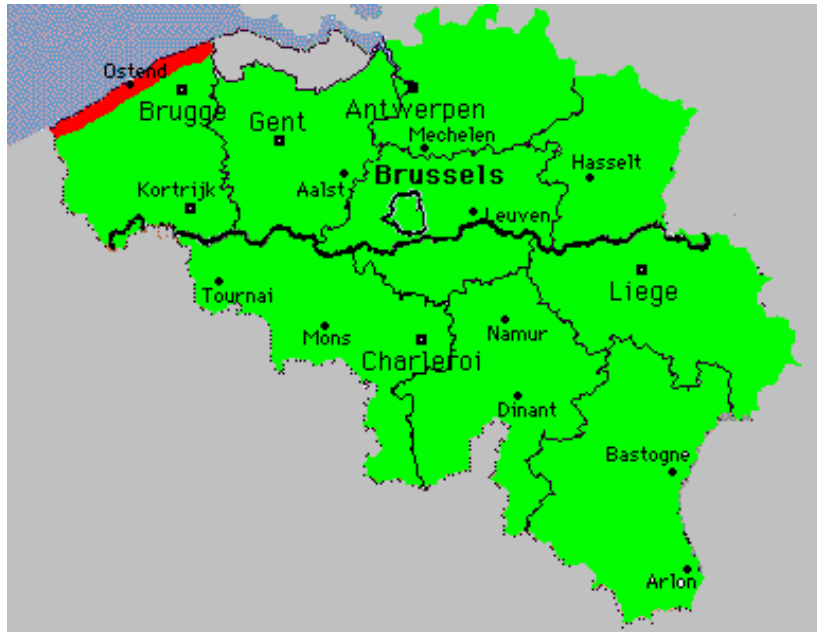 Ostend
Brugge
Antwerpen
Gent
Mechelen
Hasselt
Brussels
Aalst
Kortrijk
Leuven
Liege
Tournai
Namur
Mons
Charleroi
Dinant
Bastogne
Arlon